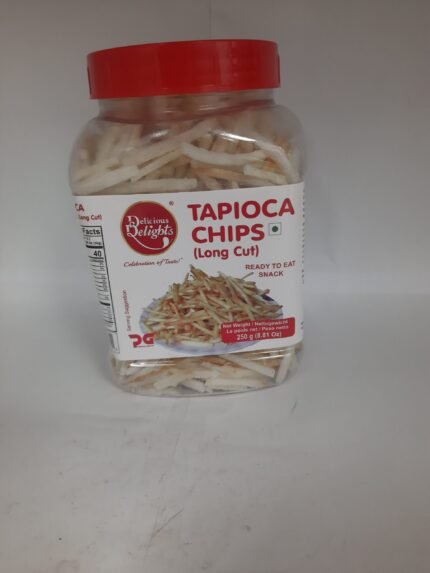 CA
(Long Cut)
Facts
40
Delicious
Delights
®
Celebration of Taste!
TAPIOCA
CHIPS
(Long Cut)
READY TO EAT
SNACK
Serving Suggestion
Net Weight / Nettogewicht
Le poids net / Peso netto
250 g (8.81 Oz)
PG